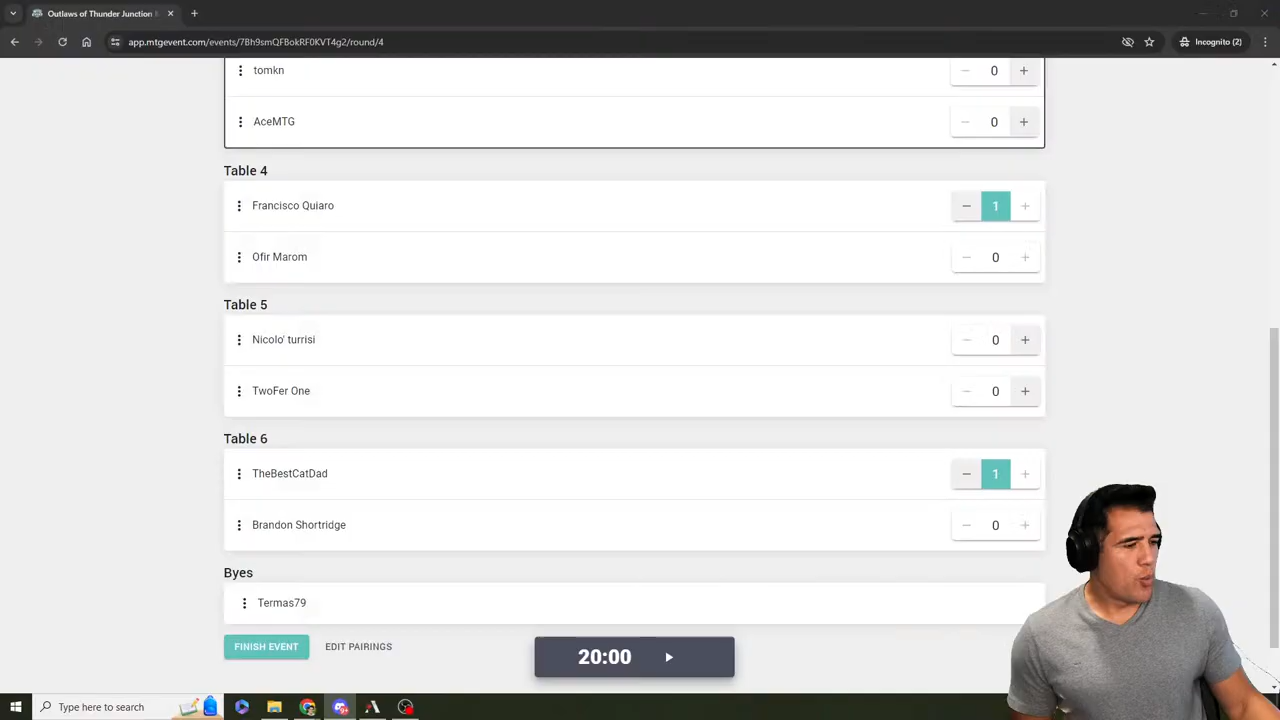 Outlaws of Thunder Junction
app.mtgevent.com/events/7Bh9smQFBokRF0KVT4g2/round/4
Incognito (2)
tomkn
0
AceMTG
0
Table 4
Francisco Quiaro
1
Ofir Marom
0
Table 5
Nicolo' turrisi
0
TwoFer One
0
Table 6
TheBestCatDad
1
Brandon Shortridge
0
Byes
Termas79
FINISH EVENT
EDIT PAIRINGS
20:00
Type here to search